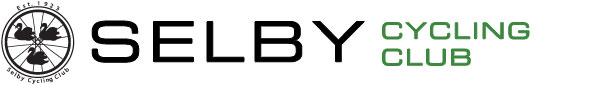 Est. 1923
Selby Cycling Club
SELBY
CYCLING
CLUB